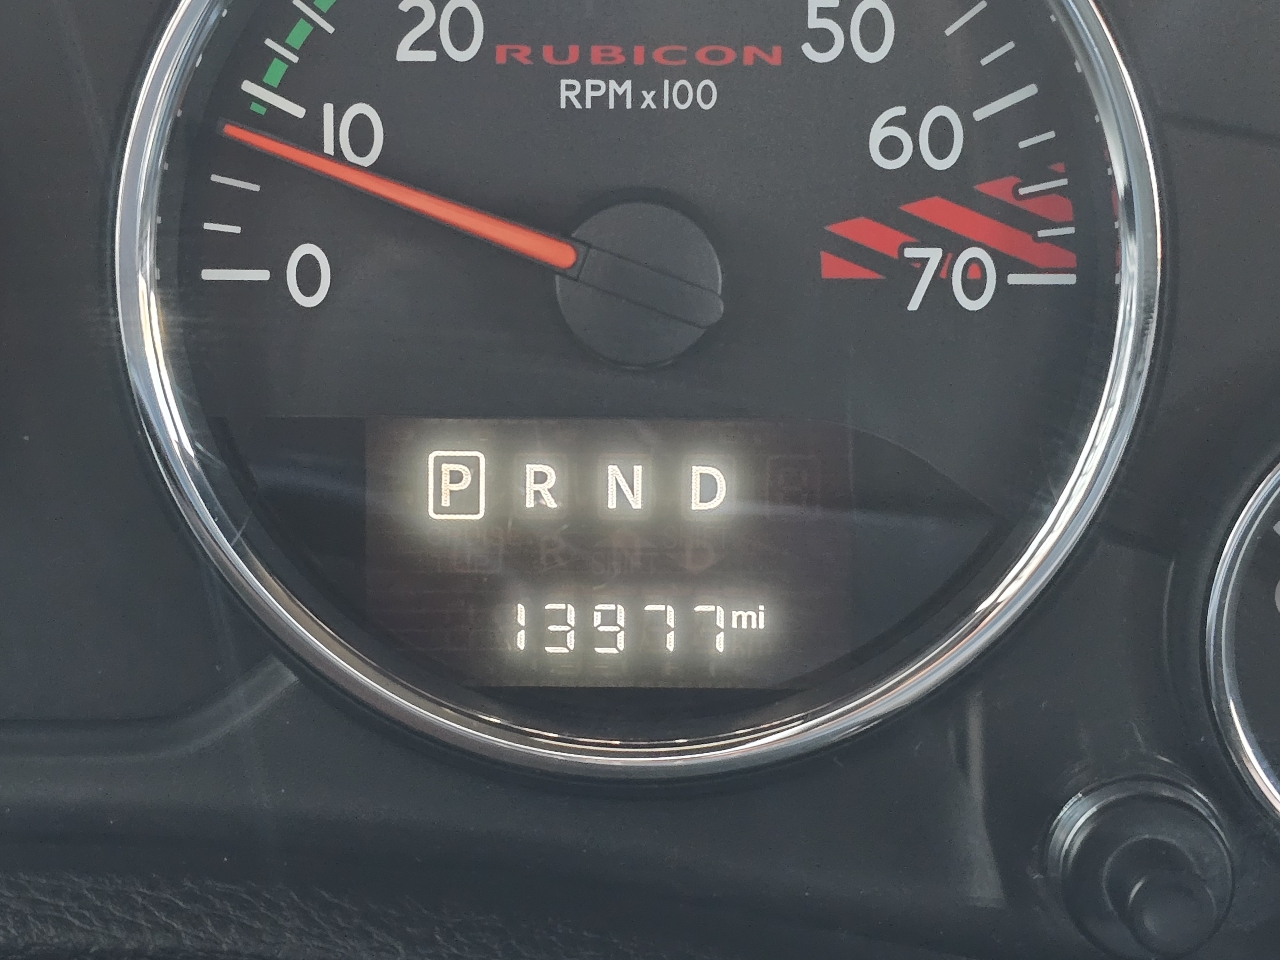 20 RUBICON 50
RPM x100
10 60
0 70
P R N D
13977 mi